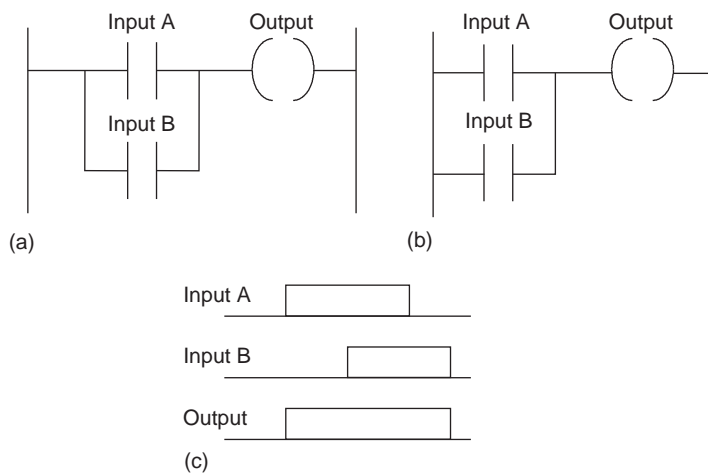 Input A Output
Input B
(a)
Input A Output
Input B
(b)
Input A
Input B
Output
(c)